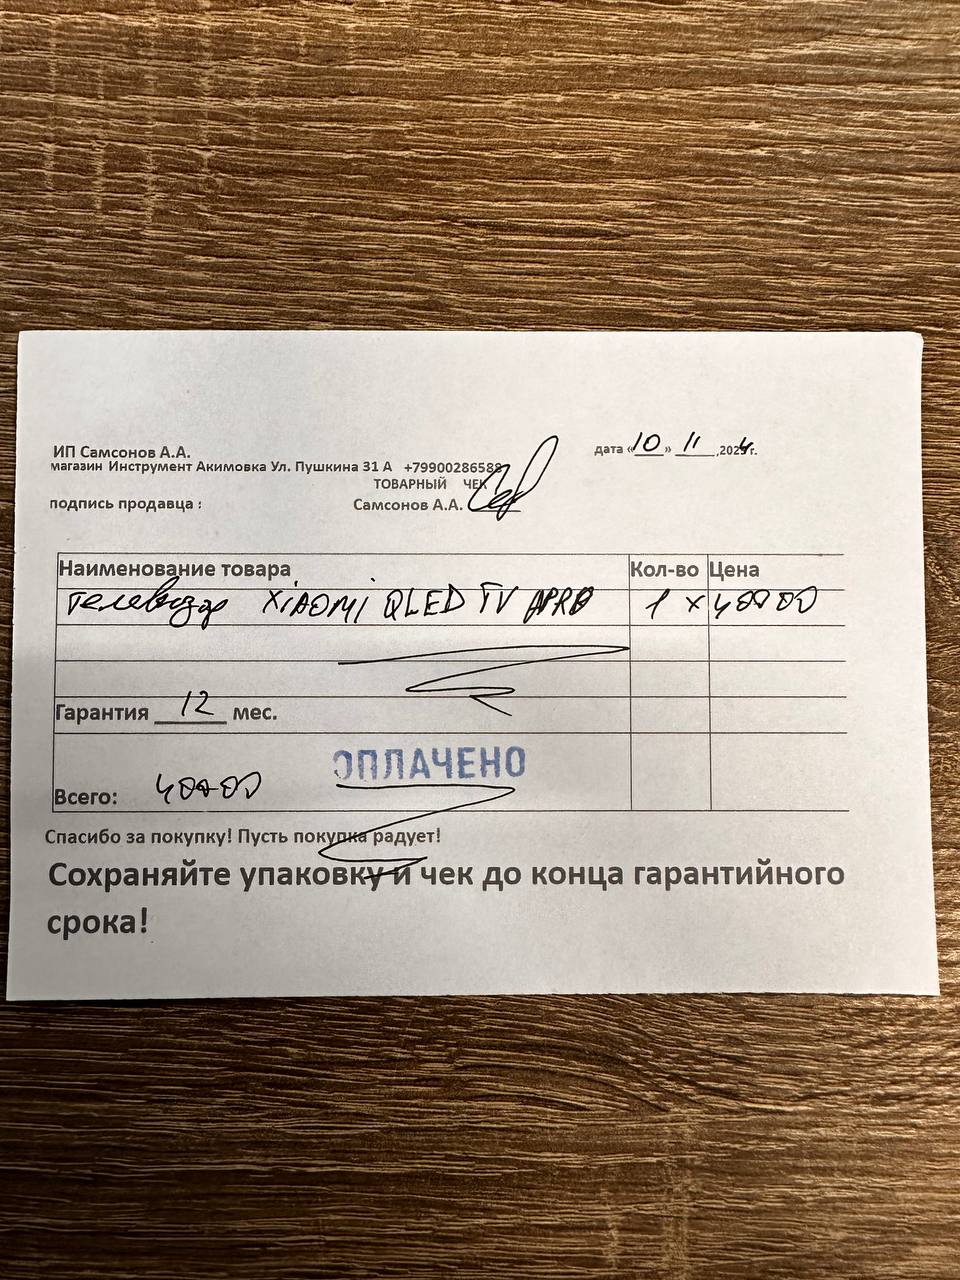 ИП Самсонов А.А.
дата «10» 11 ,2024г.
магазин Инструмент Акимовка Ул. Пушкина 31 А +79900286588
ТОВАРНЫЙ ЧЕК
подпись продавца : Самсонов А.А.
Наименование товара Кол-во Цена
Телевизор XIAOMI QLED TV APRO 1 x 40000
Гарантия 12 мес.
ОПЛАЧЕНО
Всего: 40000
Спасибо за покупку! Пусть покупка радует!
Сохраняйте упаковку и чек до конца гарантийного
срока!